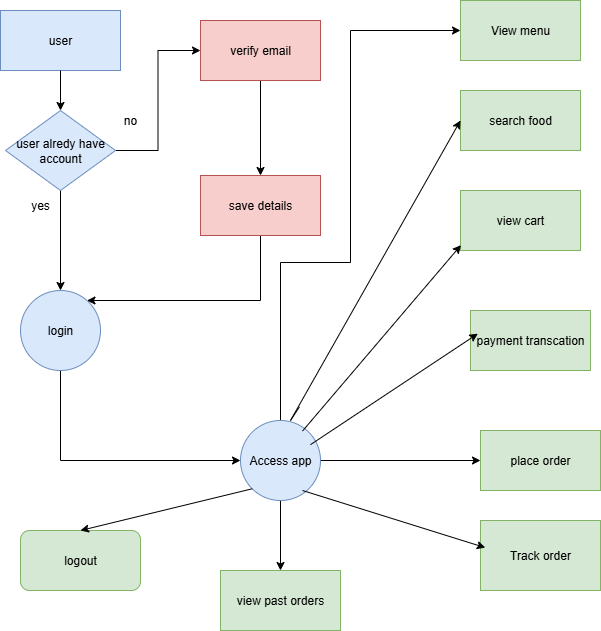 user
verify email
View menu
no
search food
user alredy have
account
yes
save details
view cart
login
payment transcation
Access app
place order
logout
Track order
view past orders